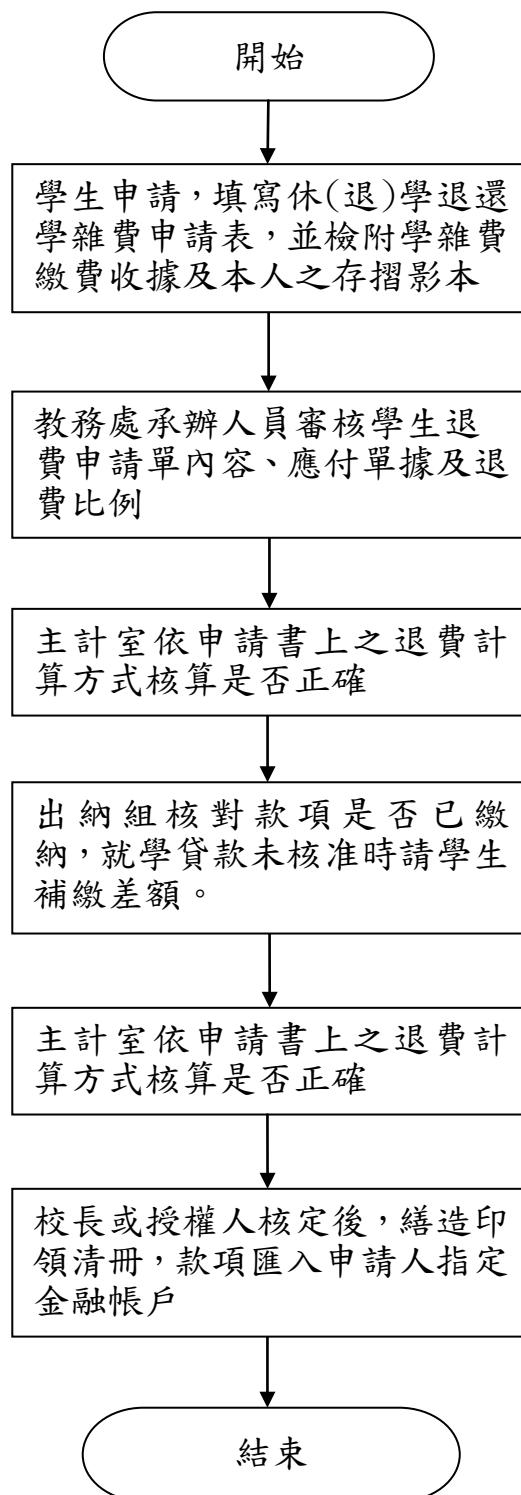 開始
學生申請，填寫休(退)學退還
學雜費申請表，並檢附學雜費
繳費收據及本人之存摺影本
教務處承辦人員審核學生退
費申請單內容、應付單據及退
費比例
主計室依申請書上之退費計
算方式核算是否正確
出納組核對款項是否已繳
納，就學貸款未核准時請學生
補繳差額。
主計室依申請書上之退費計
算方式核算是否正確
校長或授權人核定後，繕造印
領清冊，款項匯入申請人指定
金融帳戶
結束